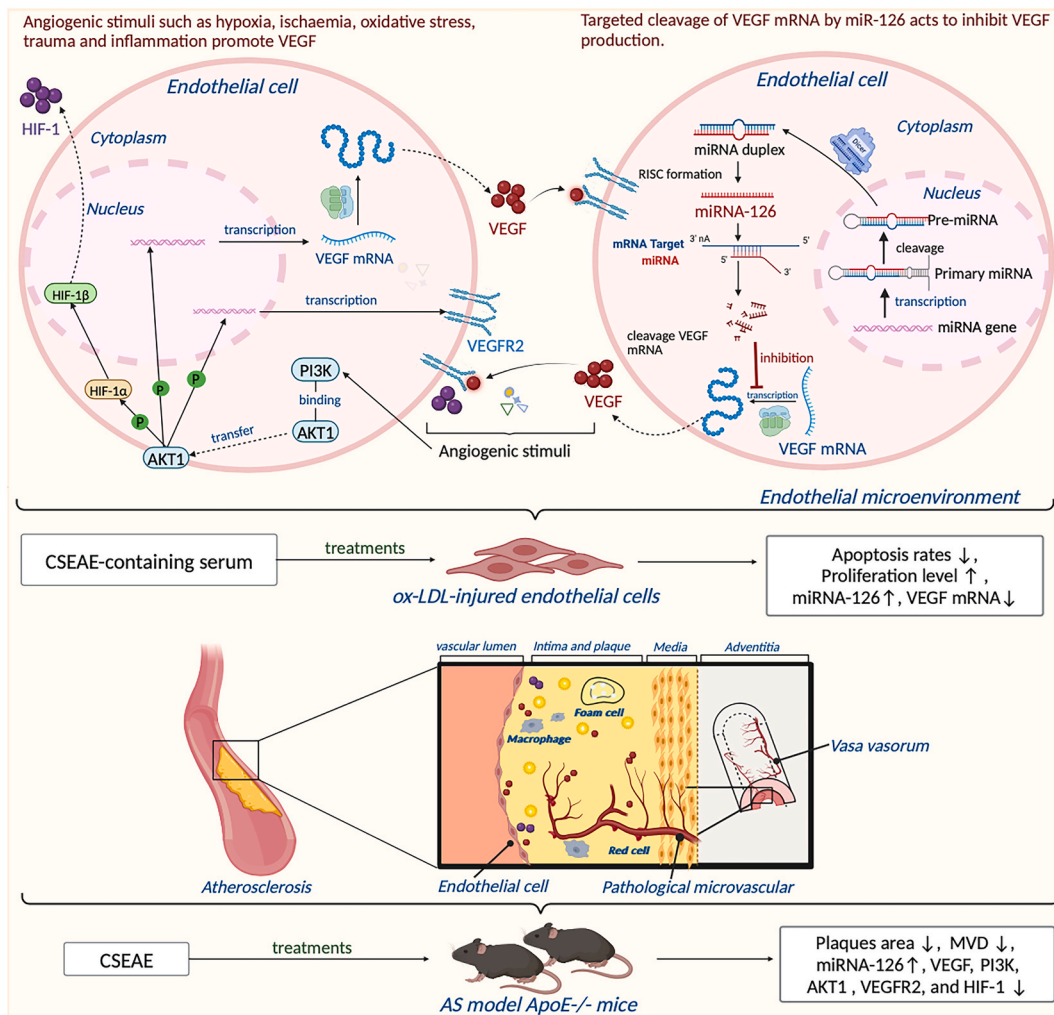 Angiogenic stimuli such as hypoxia, ischaemia, oxidative stress,
trauma and inflammation promote VEGF
Targeted cleavage of VEGF mRNA by miR-126 acts to inhibit VEGF
production.
Endothelial cell
HIF-1
Cytoplasm
Nucleus
transcription
VEGF mRNA
VEGF
transcription
VEGFR2
HIF-1β
HIF-1α
P
P
P
PI3K
binding
AKT1
transfer
AKT1
VEGF
Angiogenic stimuli
Endothelial cell
Cytoplasm
miRNA duplex
Dicer
RISC formation
miRNA-126
mRNA Target
miRNA
3' nA
5'
5'
3'
Nucleus
Pre-miRNA
cleavage
Primary miRNA
transcription
miRNA gene
cleavage VEGF
mRNA
inhibition
transcription
VEGF mRNA
Endothelial microenvironment
CSEAE-containing serum
treatments
ox-LDL-injured endothelial cells
Apoptosis rates ↓,
Proliferation level ↑ ,
miRNA-126↑, VEGF mRNA↓
vascular lumen
Intima and plaque
Media
Adventitia
Foam cell
Macrophage
Red cell
Vasa vasorum
Atherosclerosis
Endothelial cell
Pathological microvascular
CSEAE
treatments
AS model ApoE-/- mice
Plaques area ↓, MVD ↓,
miRNA-126↑, VEGF, PI3K,
AKT1 , VEGFR2, and HIF-1 ↓